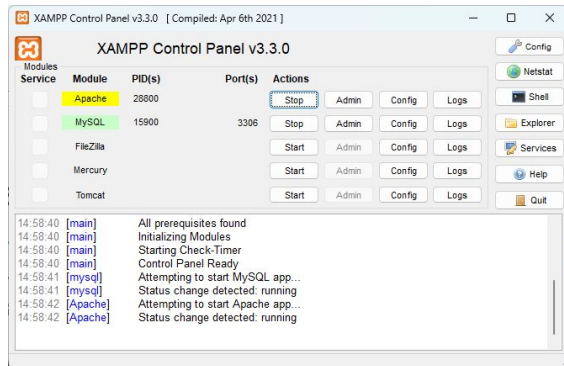 XAMPP Control Panel v3.3.0 [ Compiled: Apr 6th 2021 ]
XAMPP Control Panel v3.3.0
Config
Modules
Service Module PID(s) Port(s) Actions
Netstat
Apache 28800 Stop Admin Config Logs
Shell
MySQL 15900 3306 Stop Admin Config Logs
Explorer
FileZilla Start Admin Config Logs
Services
Mercury Start Admin Config Logs
Help
Tomcat Start Admin Config Logs
Quit
14:58:40 [main] All prerequisites found
14:58:40 [main] Initializing Modules
14:58:40 [main] Starting Check-Timer
14:58:40 [main] Control Panel Ready
14:58:41 [mysql] Attempting to start MySQL app...
14:58:41 [mysql] Status change detected: running
14:58:42 [Apache] Attempting to start Apache app...
14:58:42 [Apache] Status change detected: running